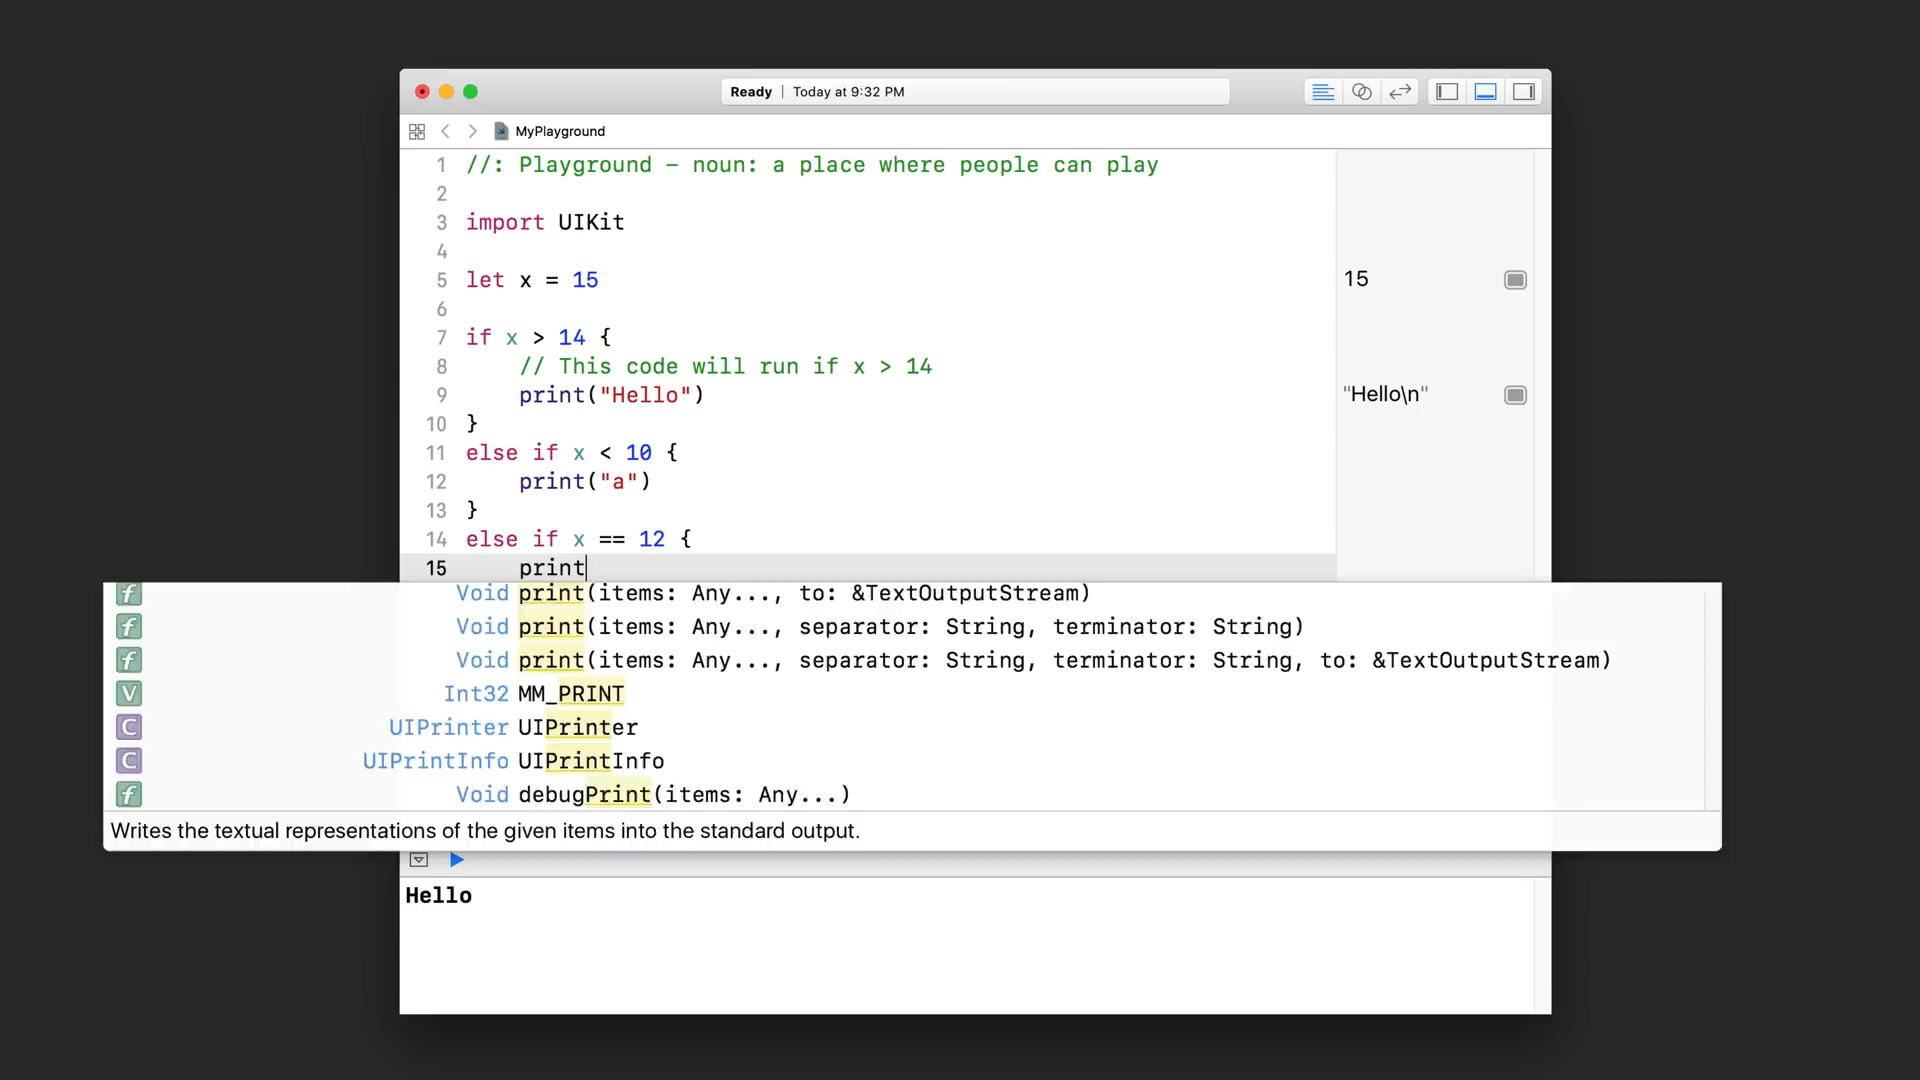 Ready | Today at 9:32 PM
MyPlayground
1 //: Playground – noun: a place where people can play
2
3 import UIKit
4
5 let x = 15 15
6
7 if x > 14 {
8 // This code will run if x > 14
9 print("Hello") "Hello\n"
10 }
11 else if x < 10 {
12 print("a")
13 }
14 else if x == 12 {
15 print
f Void print(items: Any..., to: &TextOutputStream)
f Void print(items: Any..., separator: String, terminator: String)
f Void print(items: Any..., separator: String, terminator: String, to: &TextOutputStream)
V Int32 MM_PRINT
C UIPrinter UIPrinter
C UIPrintInfo UIPrintInfo
f Void debugPrint(items: Any...)
Writes the textual representations of the given items into the standard output.
Hello